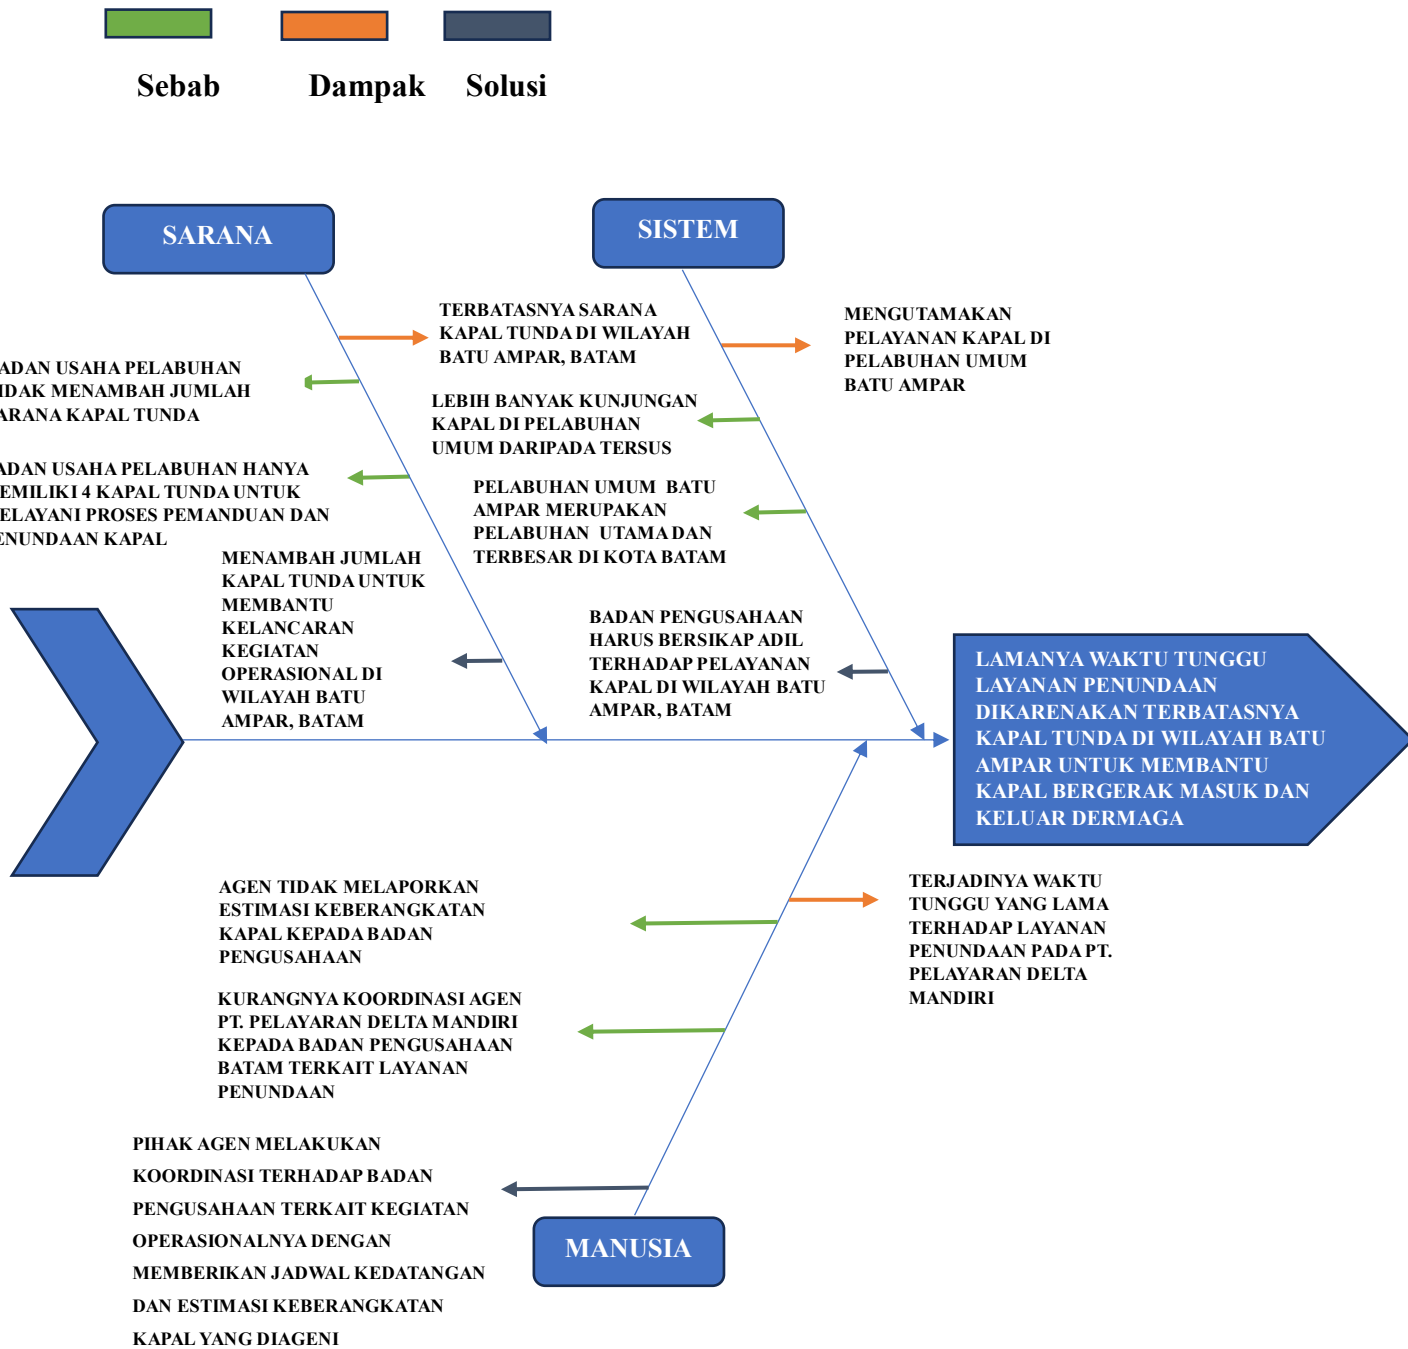 Sebab Dampak Solusi
SARANA
SISTEM
TERBATASNYA SARANA
KAPAL TUNDA DI WILAYAH
BATU AMPAR, BATAM
MENGUTAMAKAN
PELAYANAN KAPAL DI
PELABUHAN UMUM
BATU AMPAR
ADAN USAHA PELABUHAN
IDAK MENAMBAH JUMLAH
ARANA KAPAL TUNDA
LEBIH BANYAK KUNJUNGAN
KAPAL DI PELABUHAN
UMUM DARIPADA TERSUS
ADAN USAHA PELABUHAN HANYA
EMILIKI 4 KAPAL TUNDA UNTUK
ELAYANI PROSES PEMANDUAN DAN
ENUNDAAN KAPAL
PELABUHAN UMUM BATU
AMPAR MERUPAKAN
PELABUHAN UTAMA DAN
TERBESAR DI KOTA BATAM
MENAMBAH JUMLAH
KAPAL TUNDA UNTUK
MEMBANTU
KELANCARAN
KEGIATAN
OPERASIONAL DI
WILAYAH BATU
AMPAR, BATAM
BADAN PENGUSAHAAN
HARUS BERSIKAP ADIL
TERHADAP PELAYANAN
KAPAL DI WILAYAH BATU
AMPAR, BATAM
LAMANYA WAKTU TUNGGU
LAYANAN PENUNDAAN
DIKARENAKAN TERBATASNYA
KAPAL TUNDA DI WILAYAH BATU
AMPAR UNTUK MEMBANTU
KAPAL BERGERAK MASUK DAN
KELUAR DERMAGA
AGEN TIDAK MELAPORKAN
ESTIMASI KEBERANGKATAN
KAPAL KEPADA BADAN
PENGUSAHAAN
TERJADINYA WAKTU
TUNGGU YANG LAMA
TERHADAP LAYANAN
PENUNDAAN PADA PT.
PELAYARAN DELTA
MANDIRI
KURANGNYA KOORDINASI AGEN
PT. PELAYARAN DELTA MANDIRI
KEPADA BADAN PENGUSAHAAN
BATAM TERKAIT LAYANAN
PENUNDAAN
PIHAK AGEN MELAKUKAN
KOORDINASI TERHADAP BADAN
PENGUSAHAAN TERKAIT KEGIATAN
OPERASIONALNYA DENGAN
MEMBERIKAN JADWAL KEDATANGAN
DAN ESTIMASI KEBERANGKATAN
KAPAL YANG DIAGENI
MANUSIA